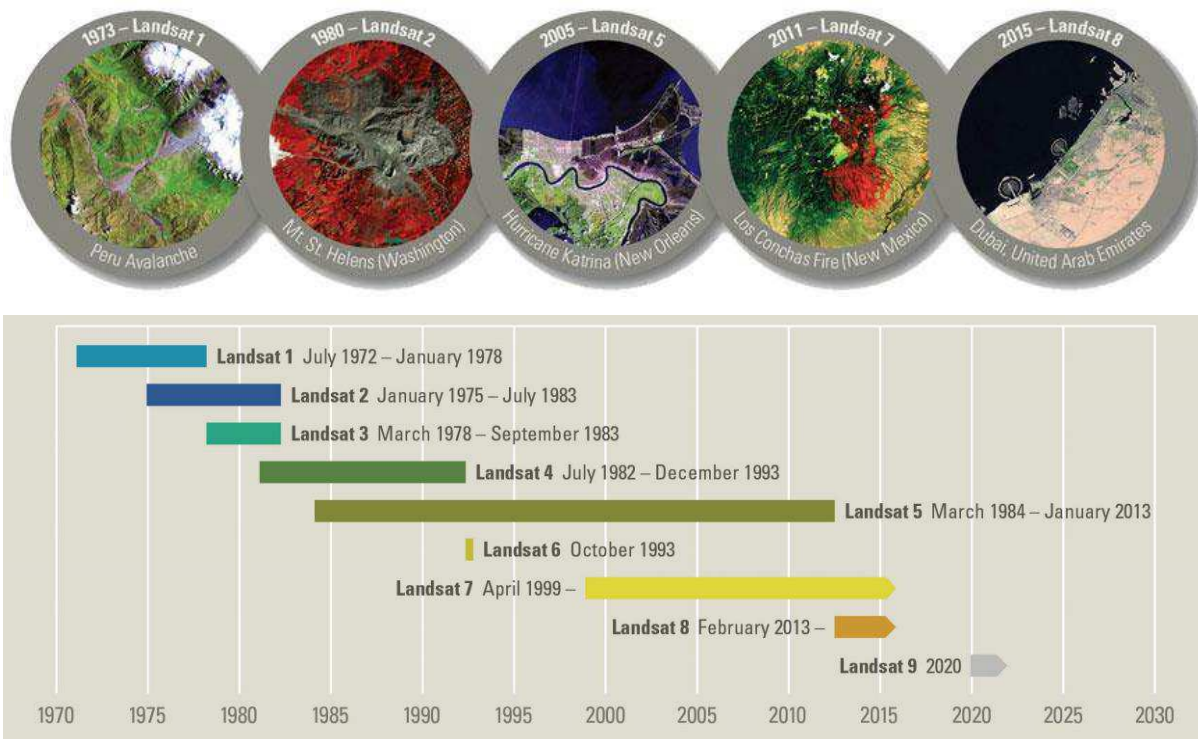 1973 – Landsat 1
Peru Avalanche
1980 – Landsat 2
Mt. St. Helens (Washington)
2005 – Landsat 5
Hurricane Katrina (New Orleans)
2011 – Landsat 7
Los Conchas Fire (New Mexico)
2015 – Landsat 8
Dubai, United Arab Emirates
Landsat 1 July 1972 – January 1978
Landsat 2 January 1975 – July 1983
Landsat 3 March 1978 – September 1983
Landsat 4 July 1982 – December 1993
Landsat 5 March 1984 – January 2013
Landsat 6 October 1993
Landsat 7 April 1999 –
Landsat 8 February 2013 –
Landsat 9 2020
1970 1975 1980 1985 1990 1995 2000 2005 2010 2015 2020 2025 2030